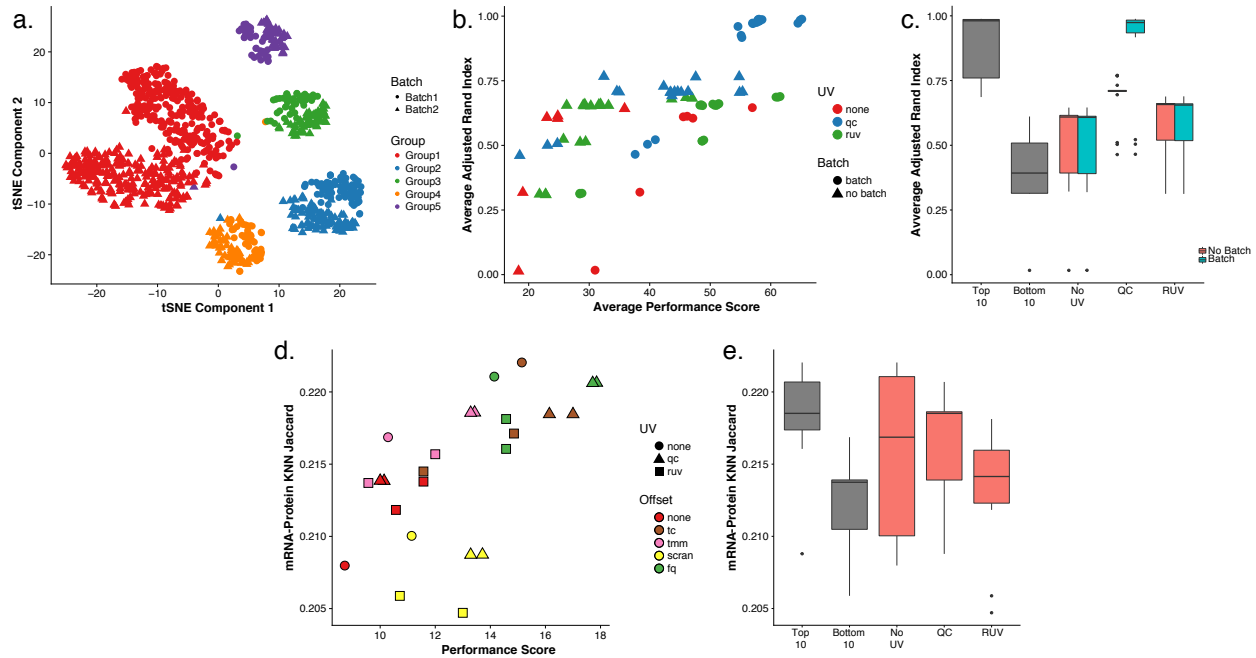 a.
tSNE Component 2
20
10
0
−10
−20
−20
−10
0
10
20
tSNE Component 1
Batch
Batch1
Batch2
Group
Group1
Group2
Group3
Group4
Group5
b.
Average Adjusted Rand Index
1.00
0.75
0.50
0.25
0.00
20
30
40
50
60
Average Performance Score
UV
none
qc
ruv
Batch
batch
no batch
c.
Average Adjusted Rand Index
1.00
0.75
0.50
0.25
0.00
Top
10
Bottom
10
No
UV
QC
RUV
No Batch
Batch
d.
mRNA-Protein KNN Jaccard
0.220
0.215
0.210
0.205
10
12
14
16
18
Performance Score
UV
none
qc
ruv
Offset
none
tc
tmm
scran
fq
e.
mRNA-Protein KNN Jaccard
0.220
0.215
0.210
0.205
Top
10
Bottom
10
No
UV
QC
RUV